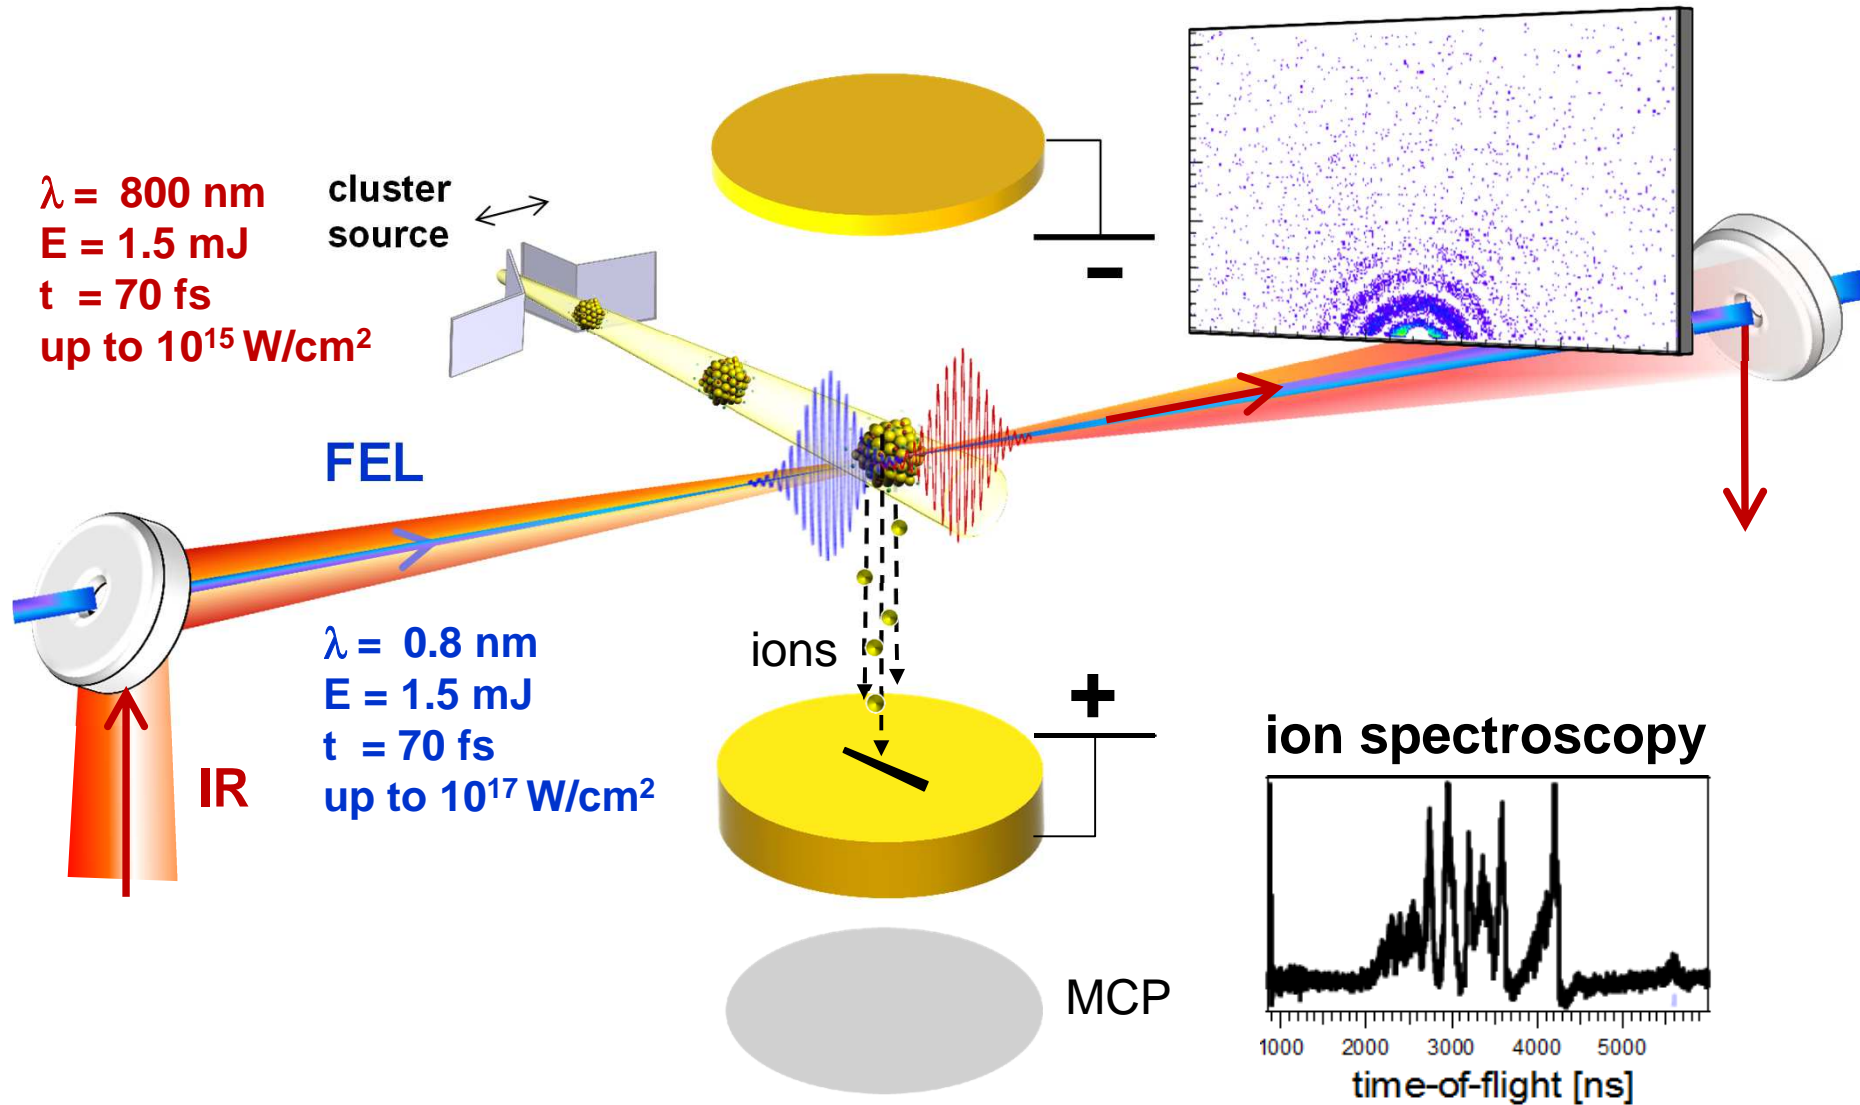 λ = 800 nm
E = 1.5 mJ
t = 70 fs
up to 10¹⁵ W/cm²
cluster
source
-
FEL
λ = 0.8 nm
E = 1.5 mJ
t = 70 fs
up to 10¹⁷ W/cm²
IR
ions
+
MCP
ion spectroscopy
1000 2000 3000 4000 5000
time-of-flight [ns]